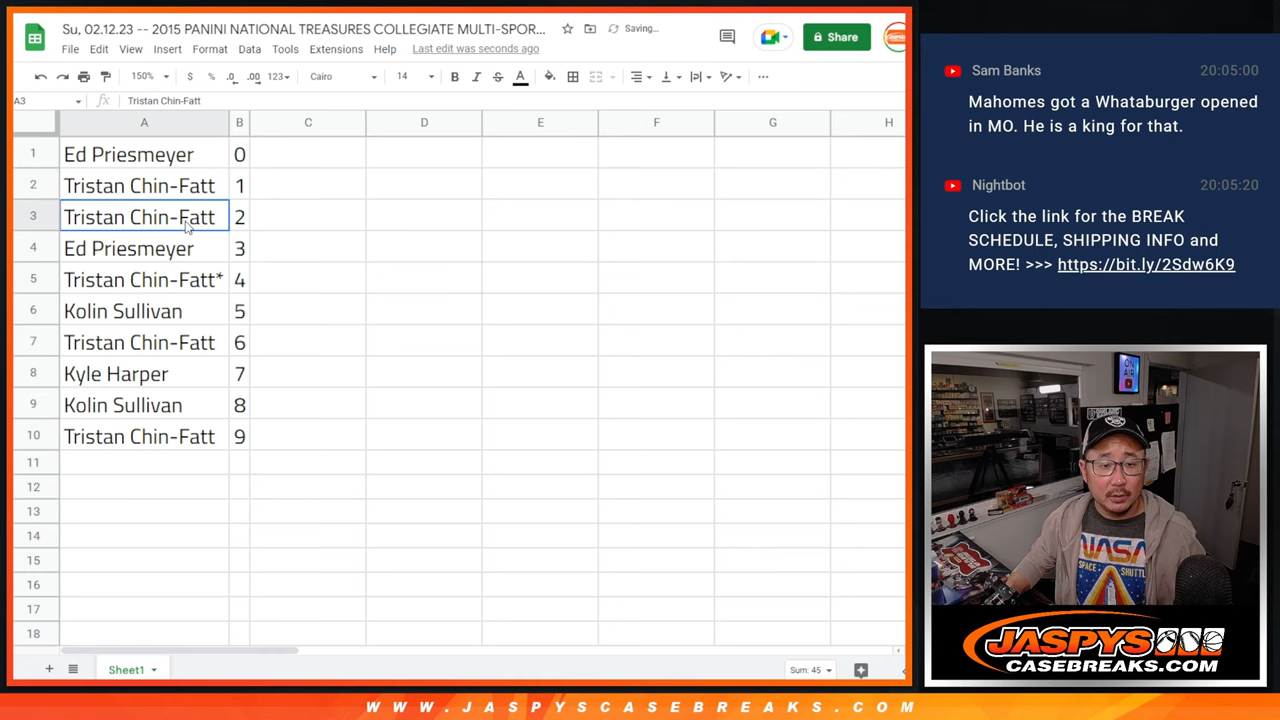 Su, 02.12.23 -- 2015 PANINI NATIONAL TREASURES COLLEGIATE MULTI-SPOR...
Saving...
Share
File Edit View Insert Format Data Tools Extensions Help Last edit was seconds ago
150% $ % .0 .00 123 Cairo 14 B I S A
A3 fx Tristan Chin-Fatt
A B C D E F G H
1 Ed Priesmeyer 0
2 Tristan Chin-Fatt 1
3 Tristan Chin-Fatt 2
4 Ed Priesmeyer 3
5 Tristan Chin-Fatt* 4
6 Kolin Sullivan 5
7 Tristan Chin-Fatt 6
8 Kyle Harper 7
9 Kolin Sullivan 8
10 Tristan Chin-Fatt 9
11
12
13
14
15
16
17
18
Sheet1
Sum: 45
Sam Banks 20:05:00
Mahomes got a Whataburger opened
in MO. He is a king for that.
Nightbot 20:05:20
Click the link for the BREAK
SCHEDULE, SHIPPING INFO and
MORE! >>> https://bit.ly/2Sdw6K9
ON
AIR
NASA
SPACE SHUTTL
JASPYS
CASEBREAKS.COM
WWW.JASPYSCASEBREAKS.COM